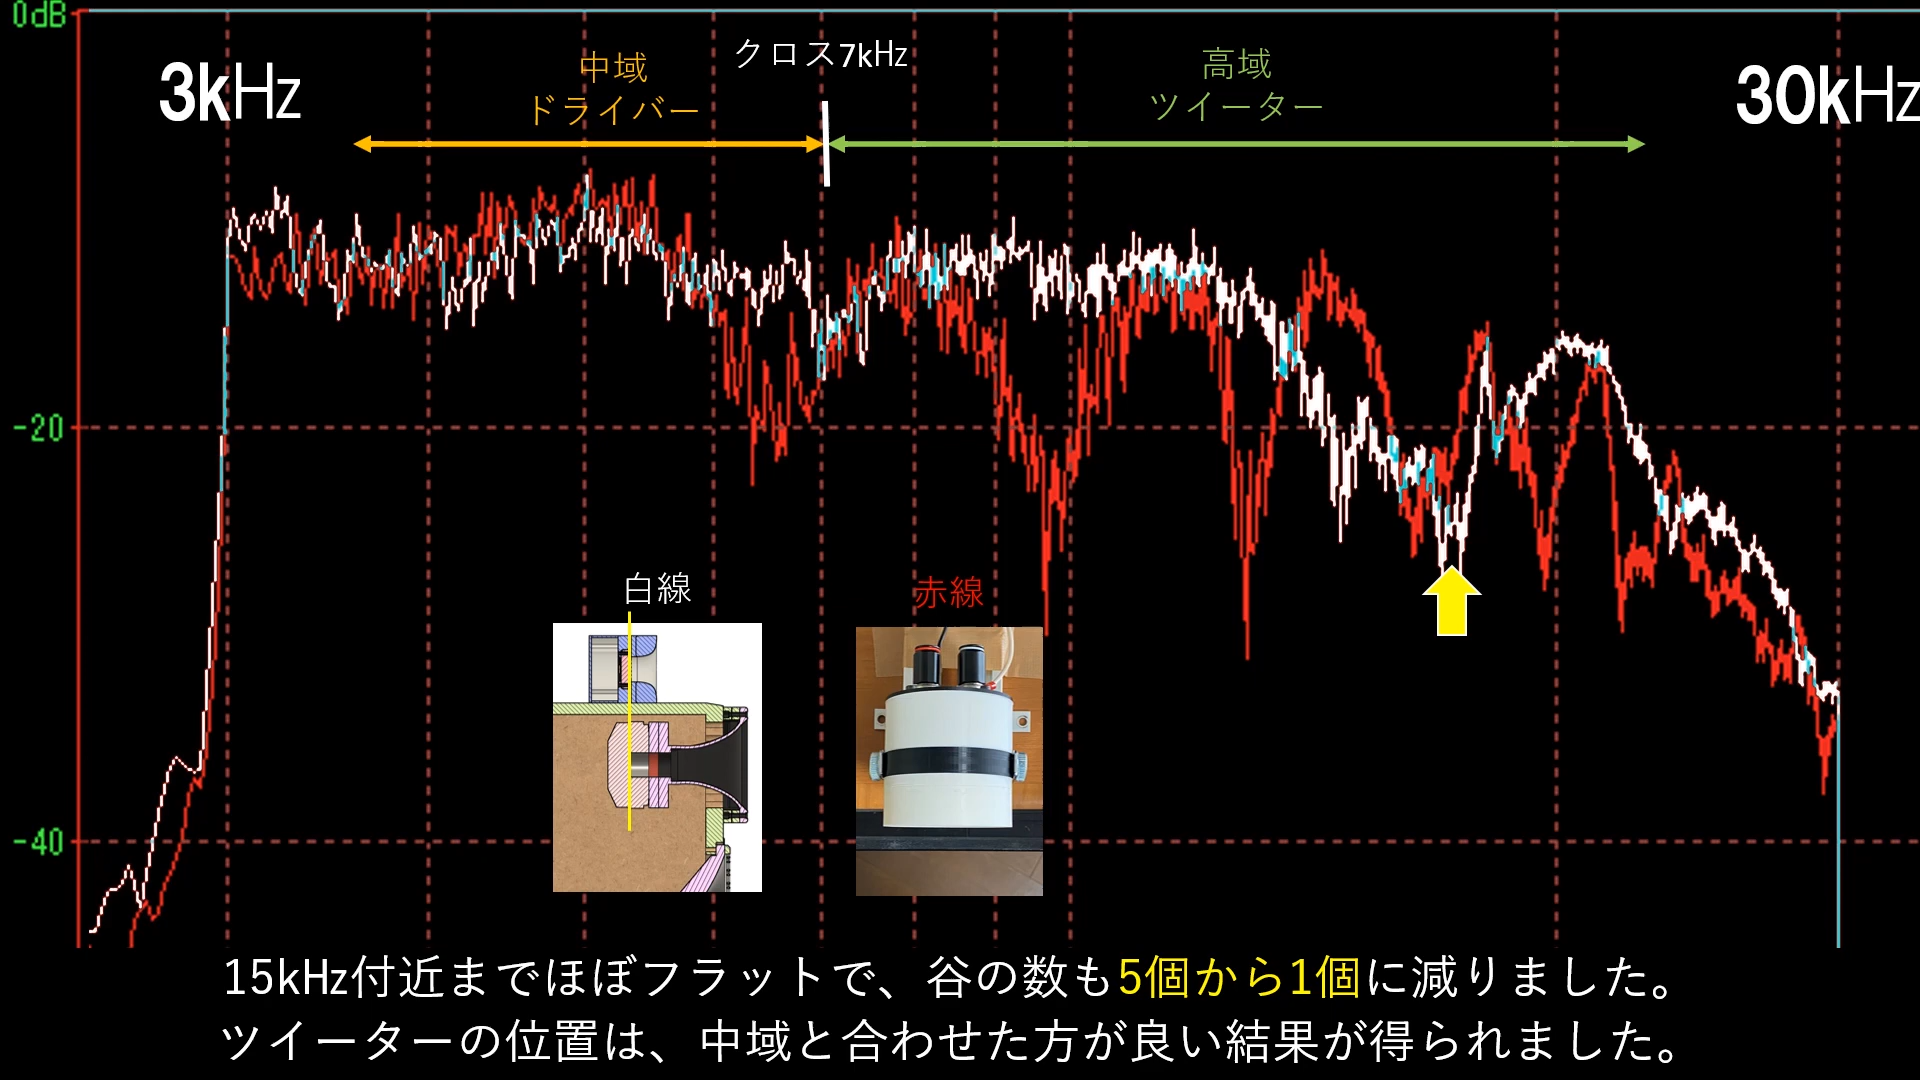 0dB
3kHz
中域
ドライバー
クロス7kHz
高域
ツイーター
30kHz
-20
白線
赤線
-40
15kHz付近までほぼフラットで、谷の数も5個から1個に減りました。
ツイーターの位置は、中域と合わせた方が良い結果が得られました。